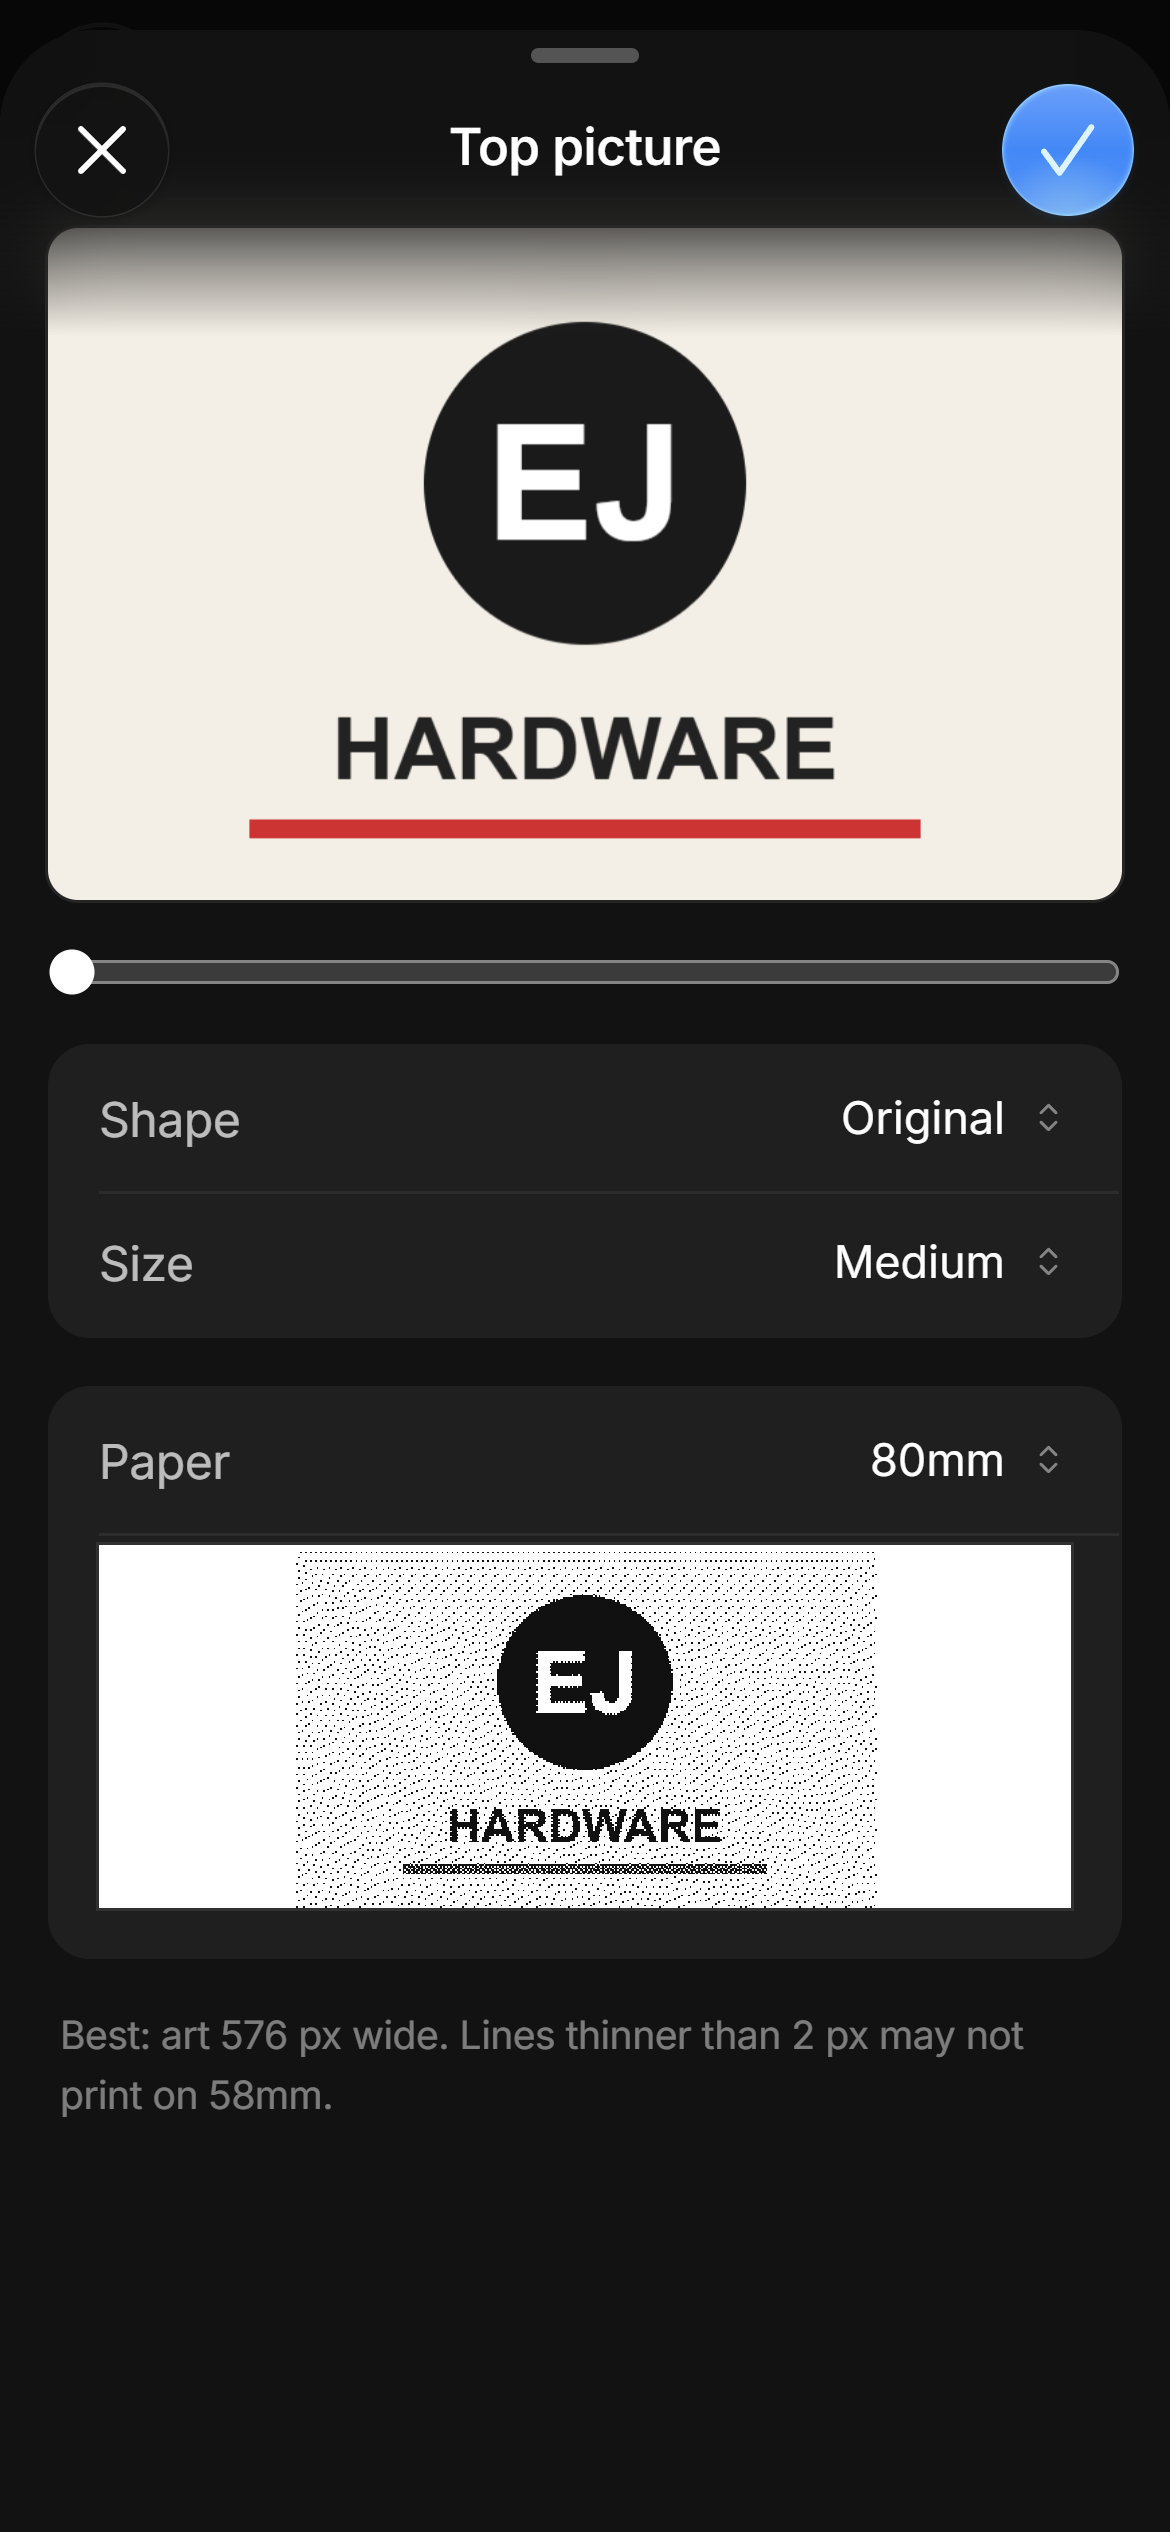 Top picture
EJ
HARDWARE
Shape Original
Size Medium
Paper 80mm
EJ
HARDWARE
Best: art 576 px wide. Lines thinner than 2 px may not
print on 58mm.